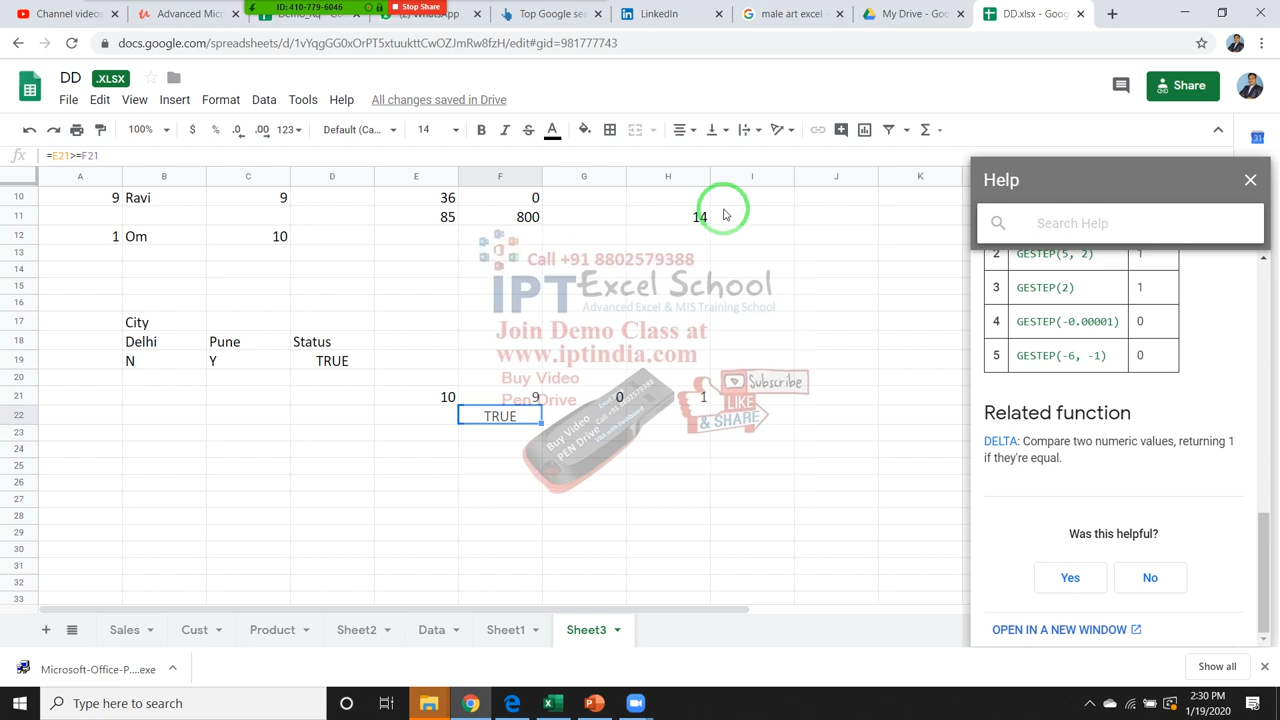 Channel videos
Advanced Mic
ID: 410-779-6046
Stop Share
Top Google sea
LinkedIn
male art excel -
My Drive - Goo
DD.xlsx - Goog
docs.google.com/spreadsheets/d/1vYqgGG0xOrPT5xtuukttCwOZJmRw8fzH/edit#gid=981777743
DD .XLSX
File Edit View Insert Format Data Tools Help All changes saved in Drive
Share
100% $ % .0 .00 123 Default (Ca... 14 B I S A
31
fx =E21>=F21
A B C D E F G H I J K
10 9 Ravi 9 36 0
11 85 800 14
12 1 Om 10
13
14
15
16
17 City
18 Delhi Pune Status
19 N Y TRUE
20
21 10 9 0 1
22 TRUE
23
24
25
26
27
28
29
30
31
32
33
Call +91 8802579388
IPT Excel School
Advanced Excel & MIS Training School
Join Demo Class at
www.iptindia.com
Buy Video
Pen Drive
Buy Video
PEN Drive
Call +91 8802579388
Subscribe
LIKE
& SHARE
Help
Search Help
2 GESTEP(5, 2) 1
3 GESTEP(2) 1
4 GESTEP(-0.00001) 0
5 GESTEP(-6, -1) 0
Related function
DELTA: Compare two numeric values, returning 1
if they're equal.
Was this helpful?
Yes No
OPEN IN A NEW WINDOW
Sales Cust Product Sheet2 Data Sheet1 Sheet3
Microsoft-Office-P....exe
Show all
Type here to search
2:30 PM
1/19/2020